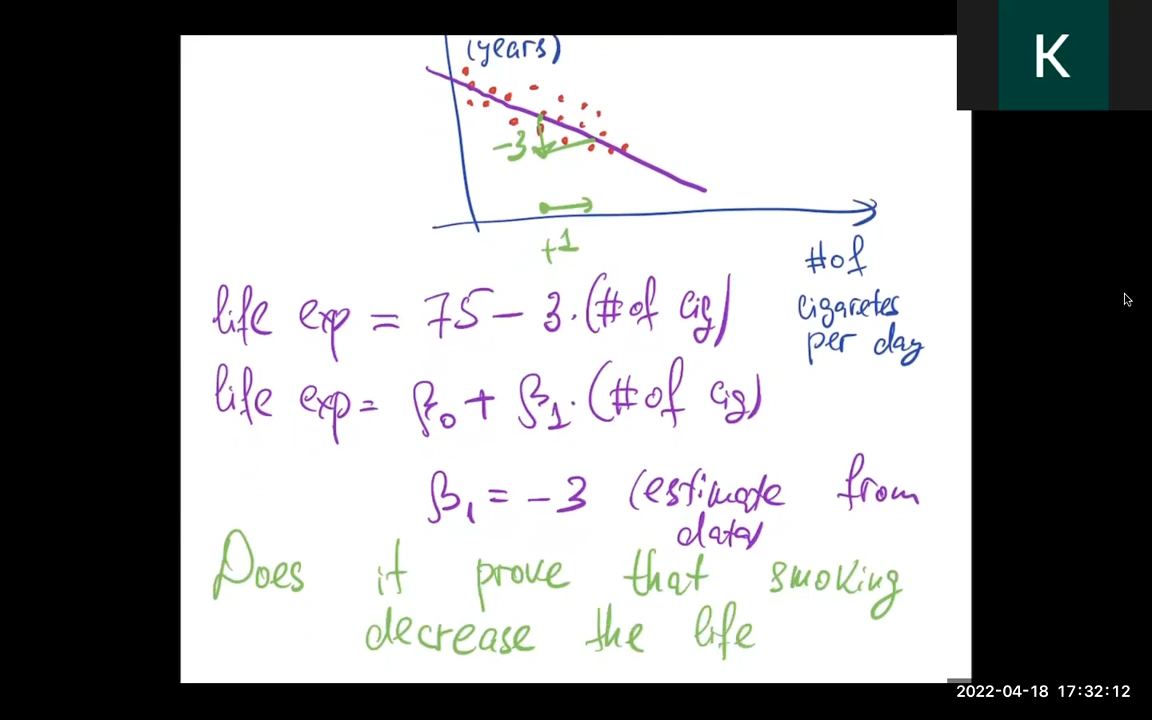 K
(years)
-3
+1
# of
cigaretes
per day
life exp = 75 - 3·(# of cig)
life exp = β₀ + β₁·(# of cig)
β₁ = -3 (estimate from
data)
Does it prove that smoking
decrease the life
2022-04-18 17:32:12